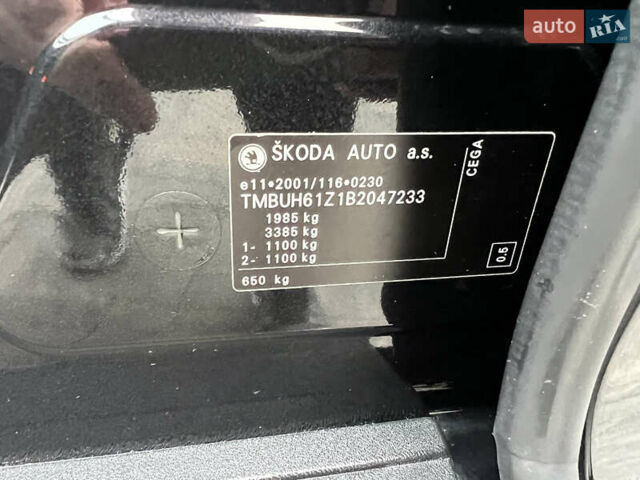 auto RIA
.com
ŠKODA AUTO a.s.
CEGA
e11*2001/116*0230
TMBUH61Z1B2047233
1985 kg
3385 kg
1- 1100 kg
2- 1100 kg
650 kg
0.5